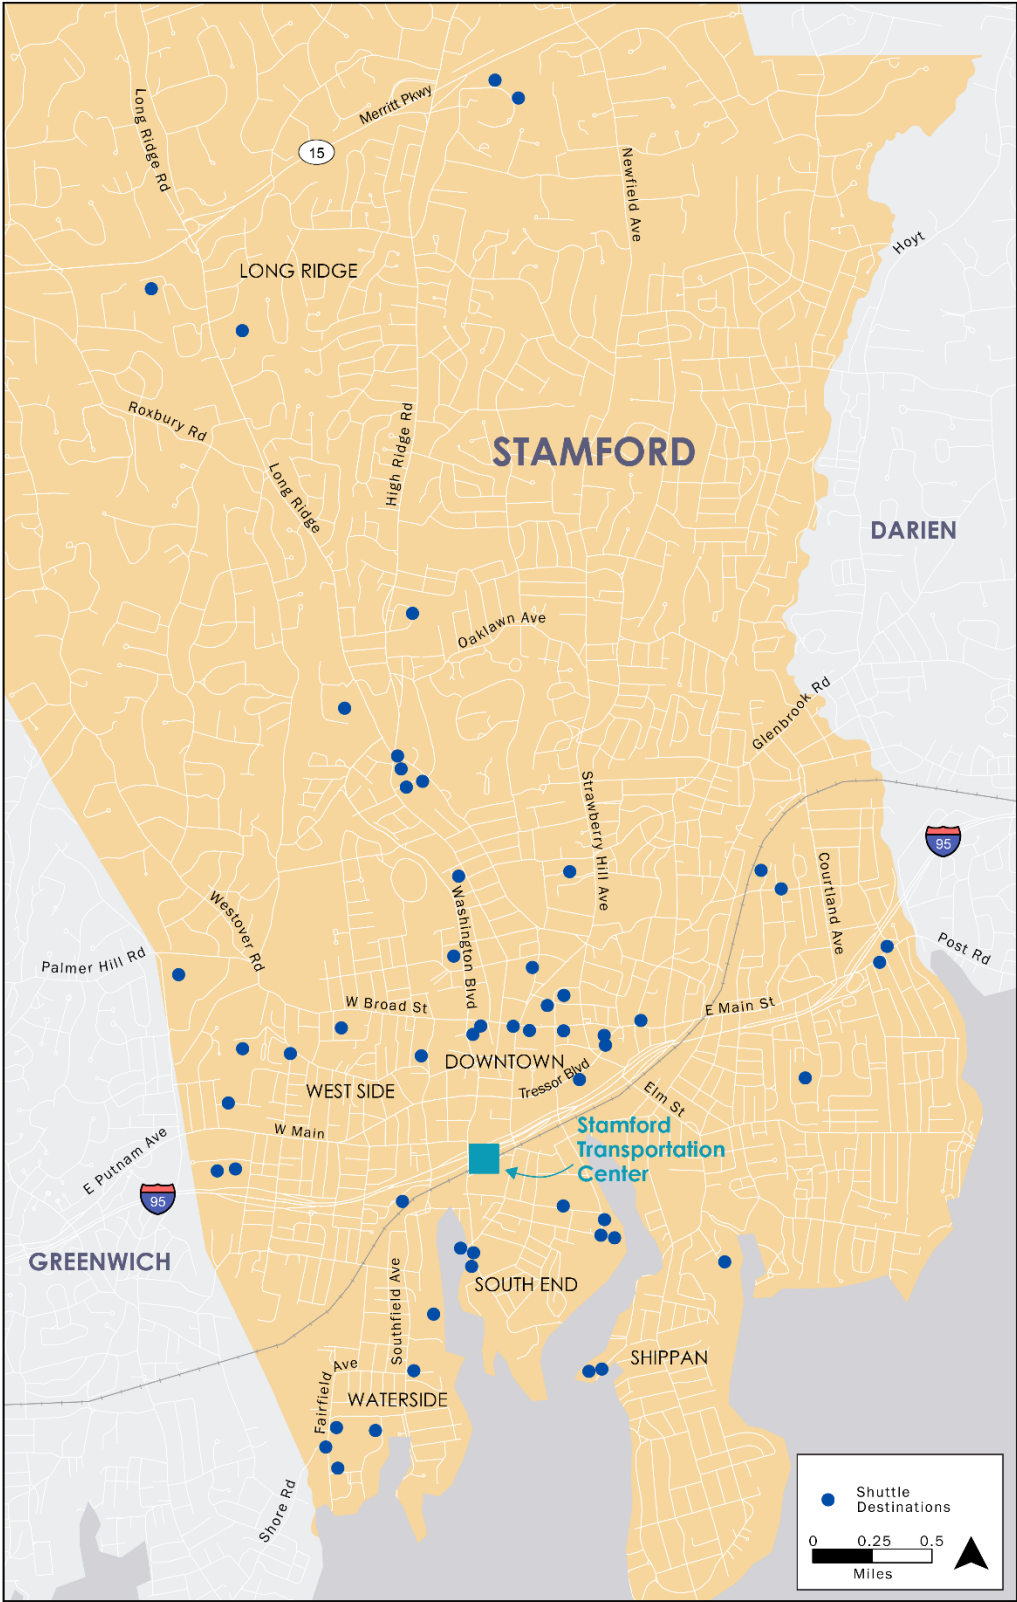 Long Ridge Rd
Merritt Pkwy
15
Newfield Ave
Hoyt
LONG RIDGE
Roxbury Rd
High Ridge Rd
STAMFORD
Long Ridge
DARIEN
Oaklawn Ave
Glenbrook Rd
Strawberry Hill Ave
95
Courtland Ave
Westover Rd
Washington Blvd
Palmer Hill Rd
Post Rd
W Broad St
E Main St
DOWNTOWN
Tressor Blvd
WEST SIDE
Elm St
W Main
Stamford
Transportation
Center
E Putnam Ave
95
GREENWICH
SOUTH END
Southfield Ave
SHIPPAN
Fairfield Ave
WATERSIDE
Shore Rd
Shuttle
Destinations
0 0.25 0.5
Miles